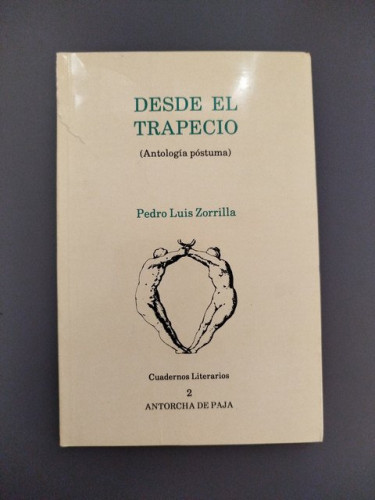 DESDE EL
TRAPECIO
(Antología póstuma)
Pedro Luis Zorrilla
Cuadernos Literarios
2
ANTORCHA DE PAJA